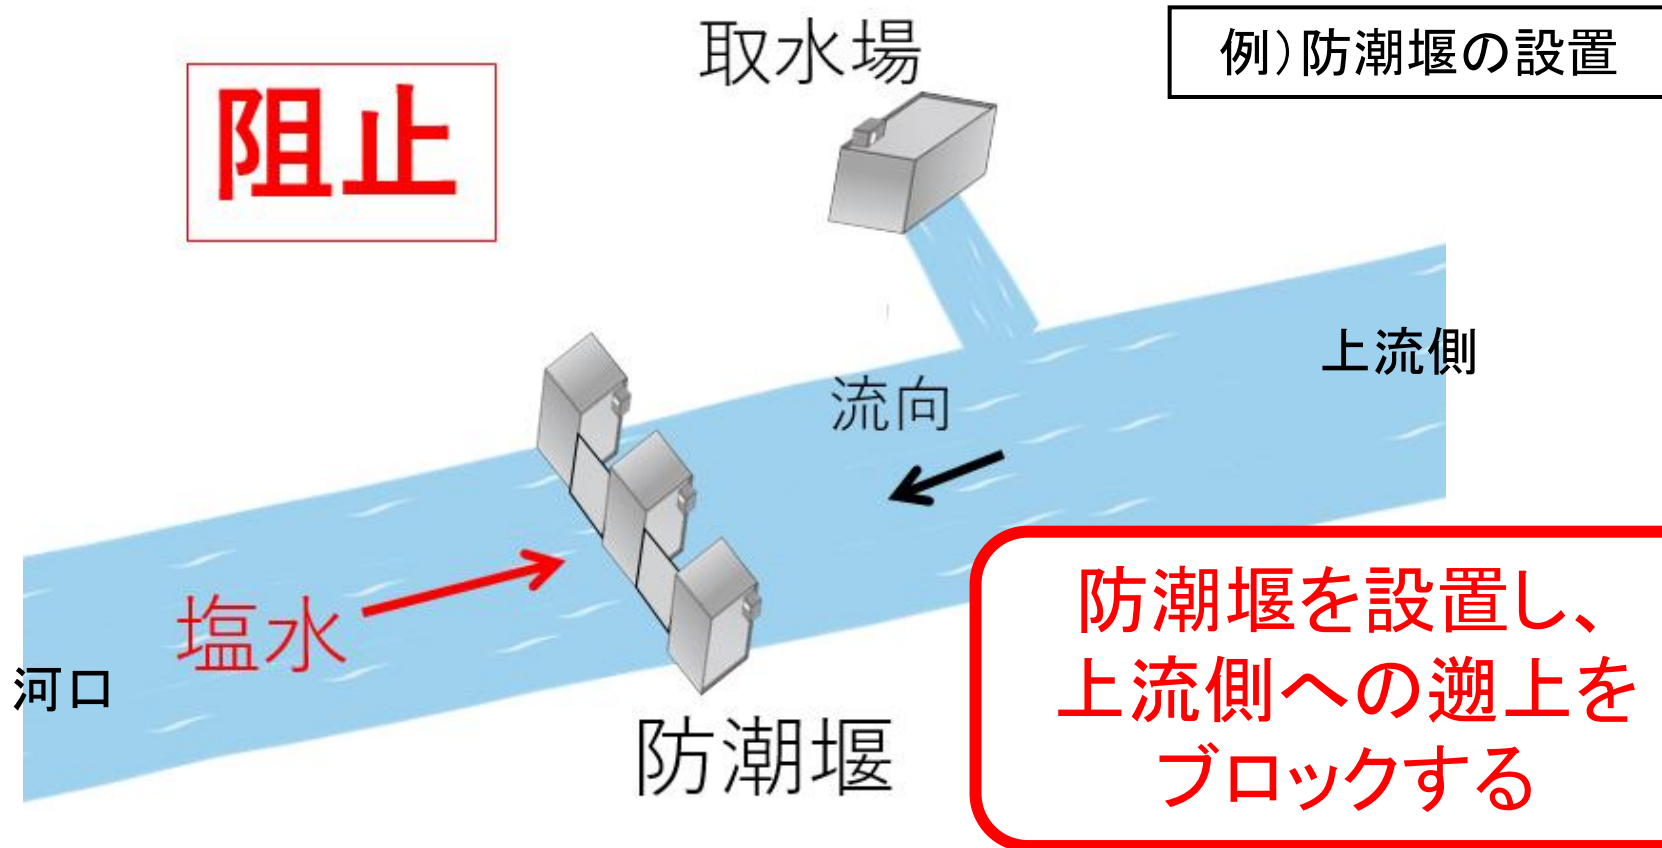 取水場
例)防潮堰の設置
阻止
上流側
流向
塩水
河口
防潮堰
防潮堰を設置し、
上流側への遡上を
ブロックする